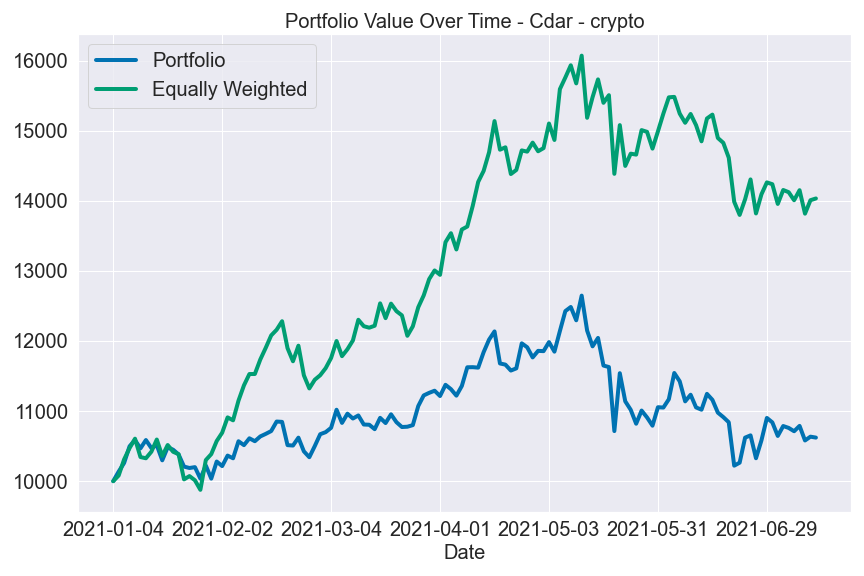 Portfolio Value Over Time - Cdar - crypto
Portfolio
Equally Weighted
16000
15000
14000
13000
12000
11000
10000
2021-01-04 2021-02-02 2021-03-04 2021-04-01 2021-05-03 2021-05-31 2021-06-29
Date